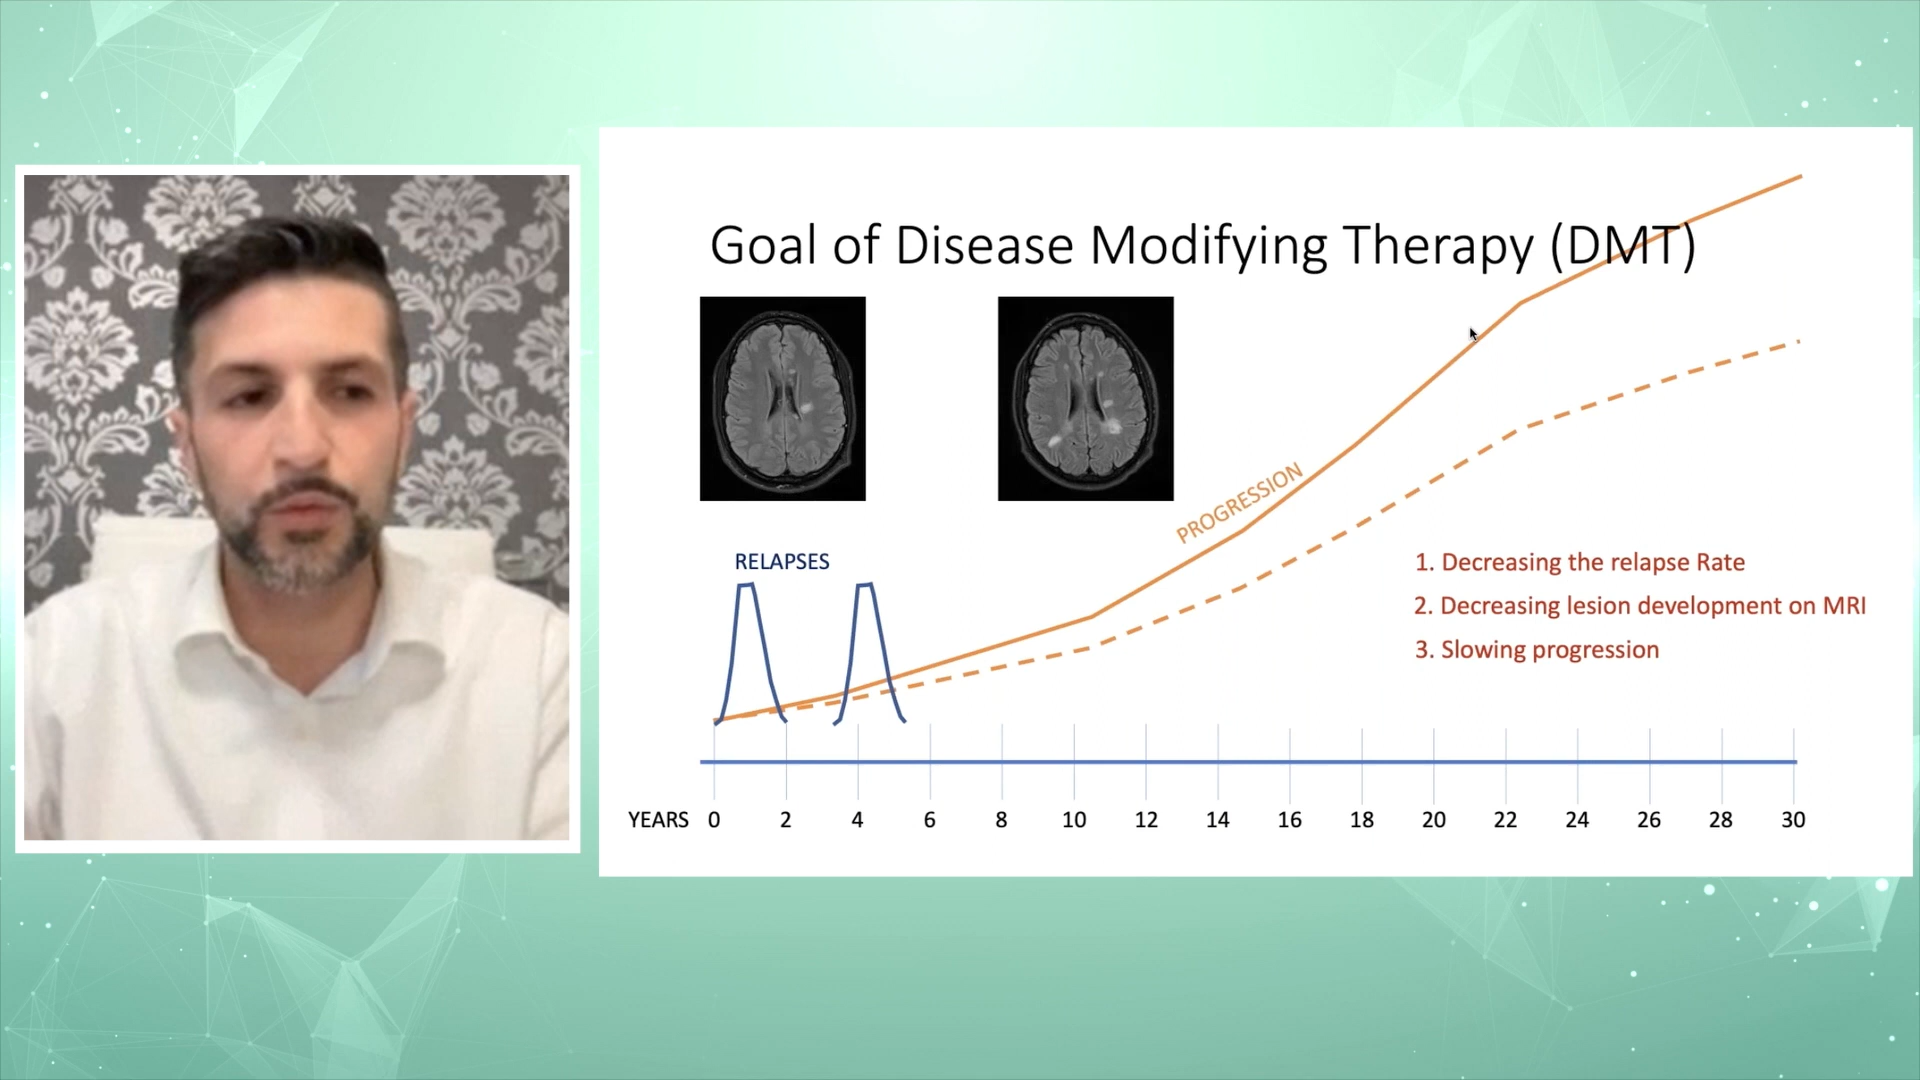 Goal of Disease Modifying Therapy (DMT)
PROGRESSION
RELAPSES
1. Decreasing the relapse Rate
2. Decreasing lesion development on MRI
3. Slowing progression
YEARS 0 2 4 6 8 10 12 14 16 18 20 22 24 26 28 30